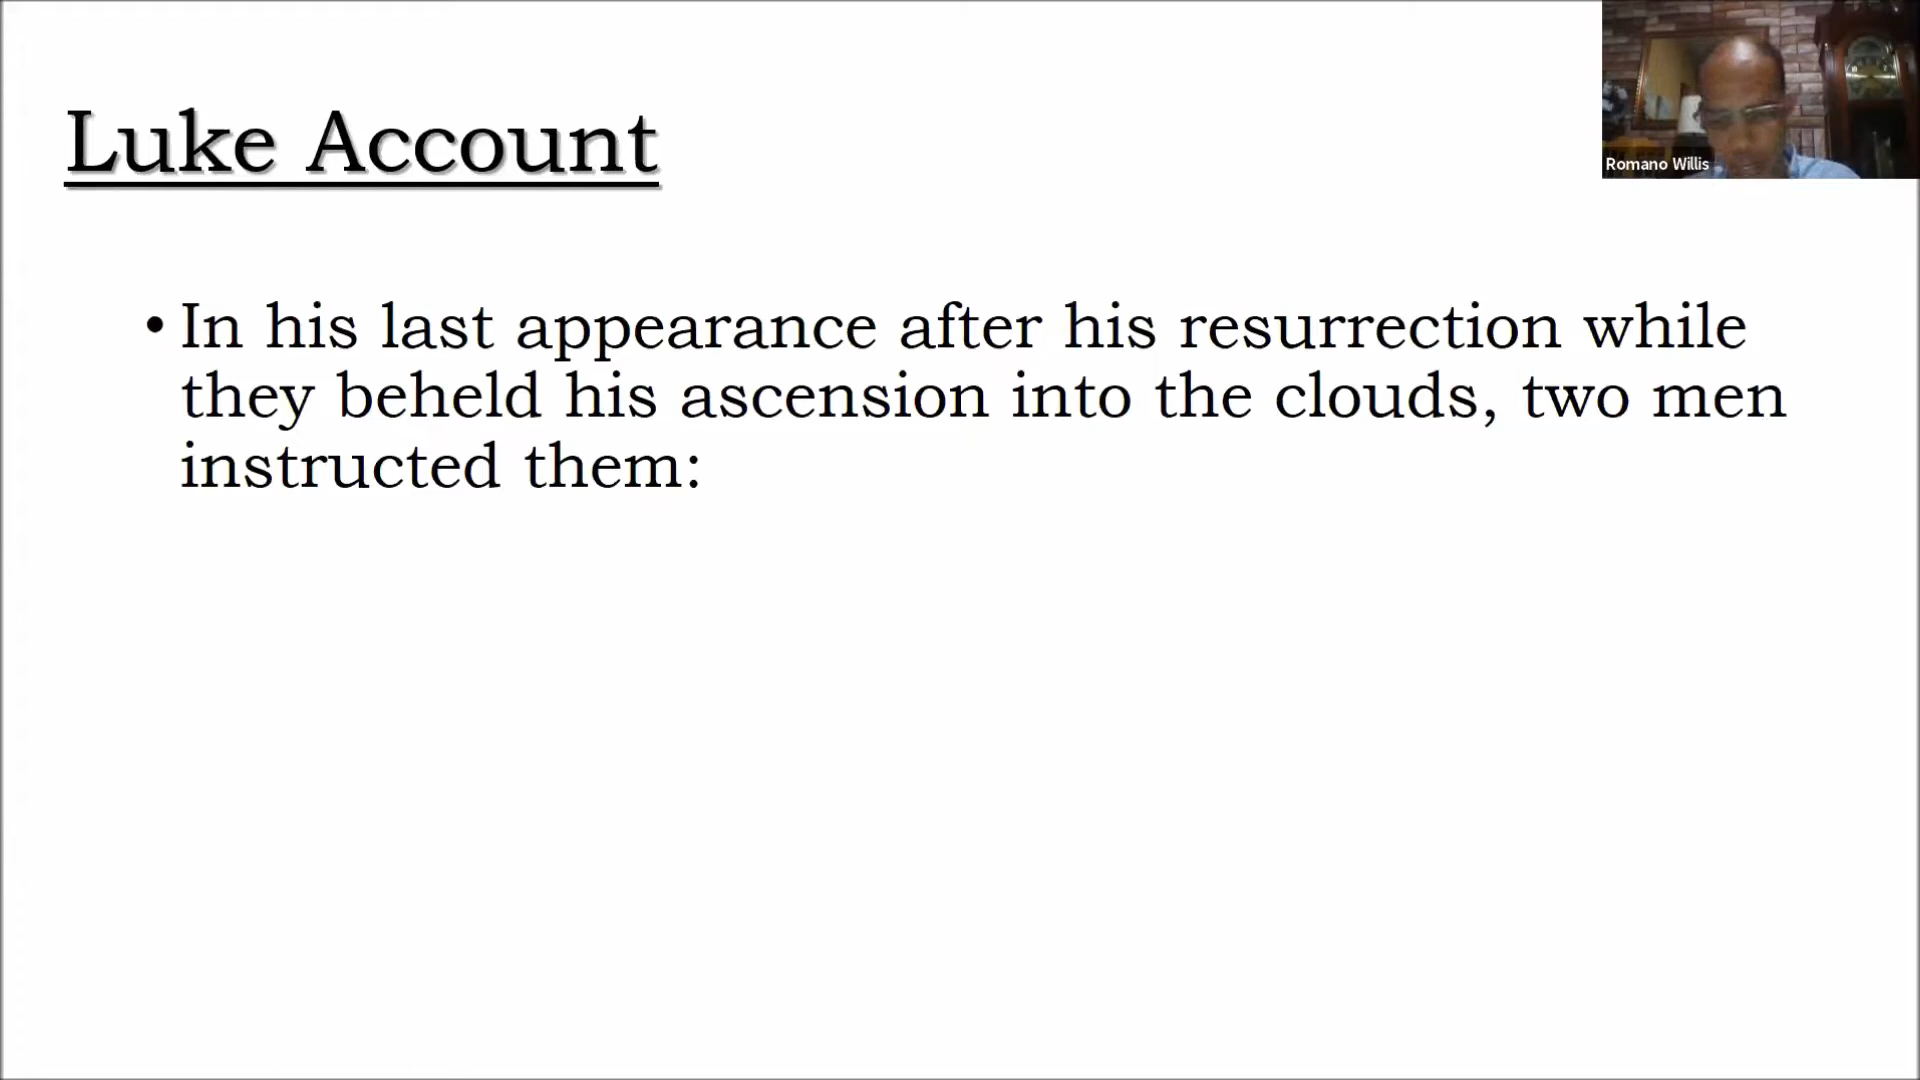 Luke Account
Romano Willis
• In his last appearance after his resurrection while
they beheld his ascension into the clouds, two men
instructed them: